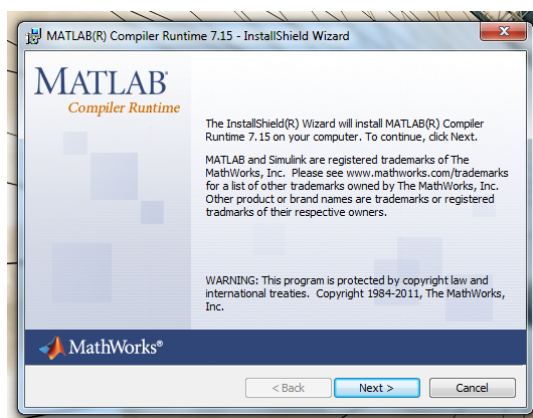 MATLAB(R) Compiler Runtime 7.15 - InstallShield Wizard
MATLAB®
Compiler Runtime
The InstallShield(R) Wizard will install MATLAB(R) Compiler
Runtime 7.15 on your computer. To continue, click Next.
MATLAB and Simulink are registered trademarks of The
MathWorks, Inc. Please see www.mathworks.com/trademarks
for a list of other trademarks owned by The MathWorks, Inc.
Other product or brand names are trademarks or registered
tradmarks of their respective owners.
WARNING: This program is protected by copyright law and
international treaties. Copyright 1984-2011, The MathWorks,
Inc.
MathWorks®
< Back
Next >
Cancel